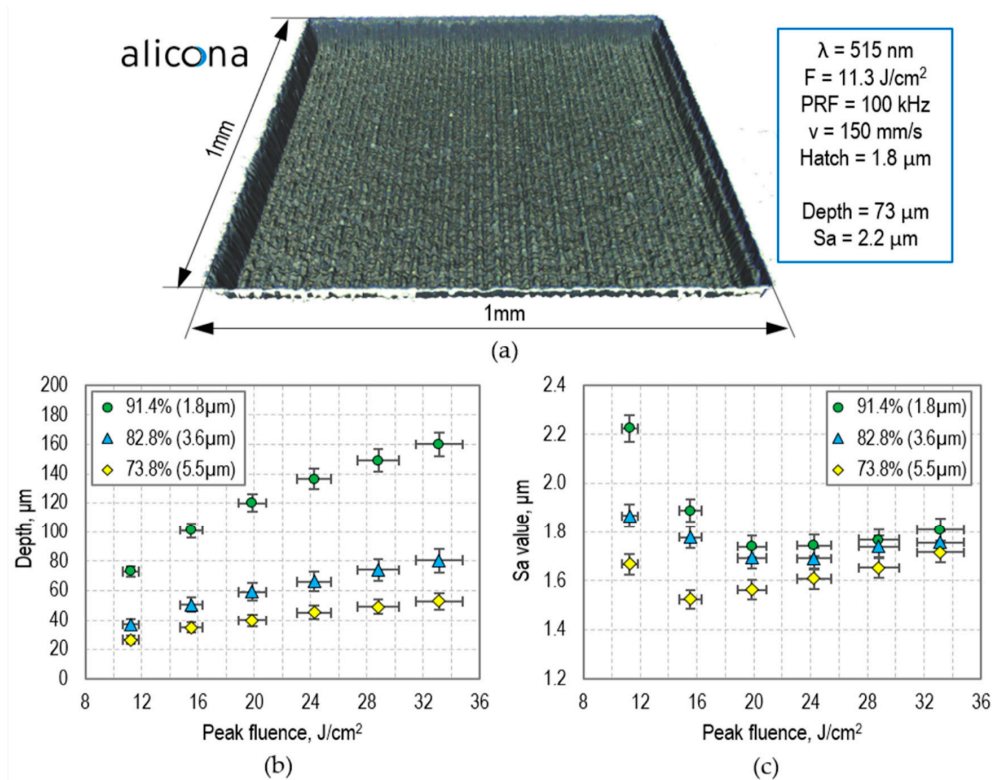 alicona
1mm
1mm
λ = 515 nm
F = 11.3 J/cm²
PRF = 100 kHz
v = 150 mm/s
Hatch = 1.8 µm
Depth = 73 µm
Sa = 2.2 µm
(a)
200
180
160
140
120
100
80
60
40
20
0
Depth, µm
91.4% (1.8µm)
82.8% (3.6µm)
73.8% (5.5µm)
8 12 16 20 24 28 32 36
Peak fluence, J/cm²
(b)
2.4
2.2
2.0
1.8
1.6
1.4
1.2
Sa value, µm
91.4% (1.8µm)
82.8% (3.6µm)
73.8% (5.5µm)
8 12 16 20 24 28 32 36
Peak fluence, J/cm²
(c)